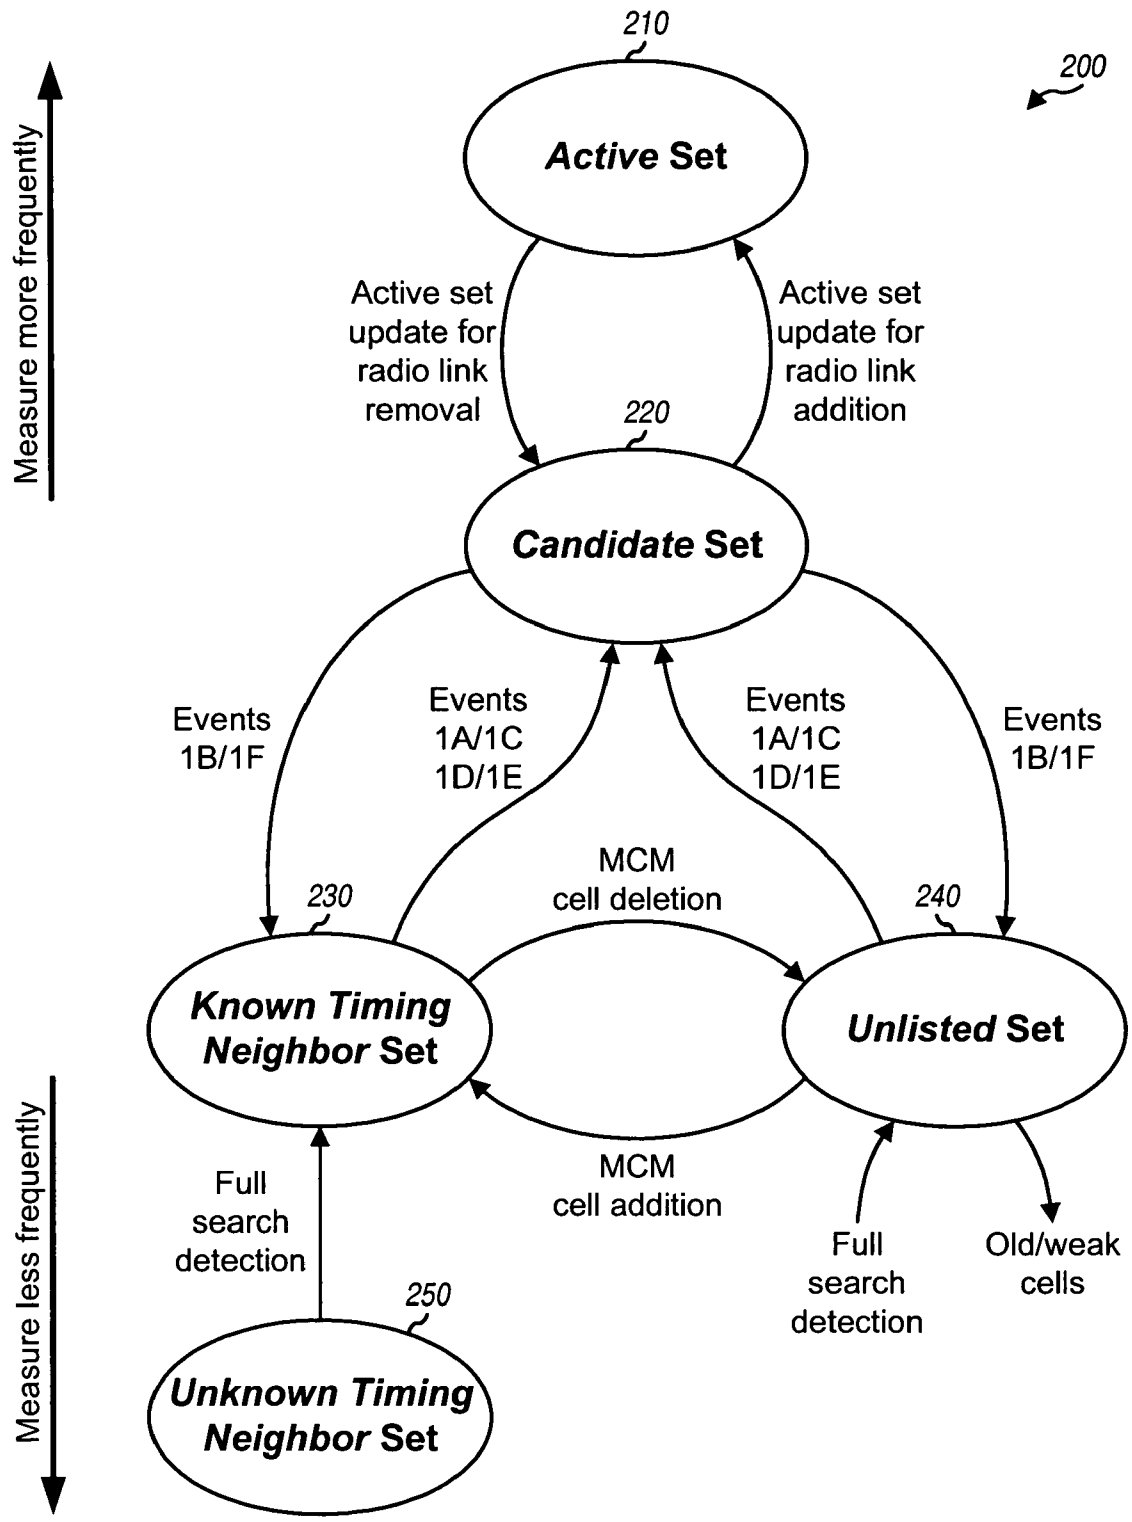 210
200
Measure more frequently
Active Set
Active set
update for
radio link
removal
Active set
update for
radio link
addition
220
Candidate Set
Events
1B/1F
Events
1A/1C
1D/1E
Events
1A/1C
1D/1E
Events
1B/1F
MCM
cell deletion
230
240
Known Timing
Neighbor Set
Unlisted Set
MCM
cell addition
Measure less frequently
Full
search
detection
Full
search
detection
Old/weak
cells
250
Unknown Timing
Neighbor Set